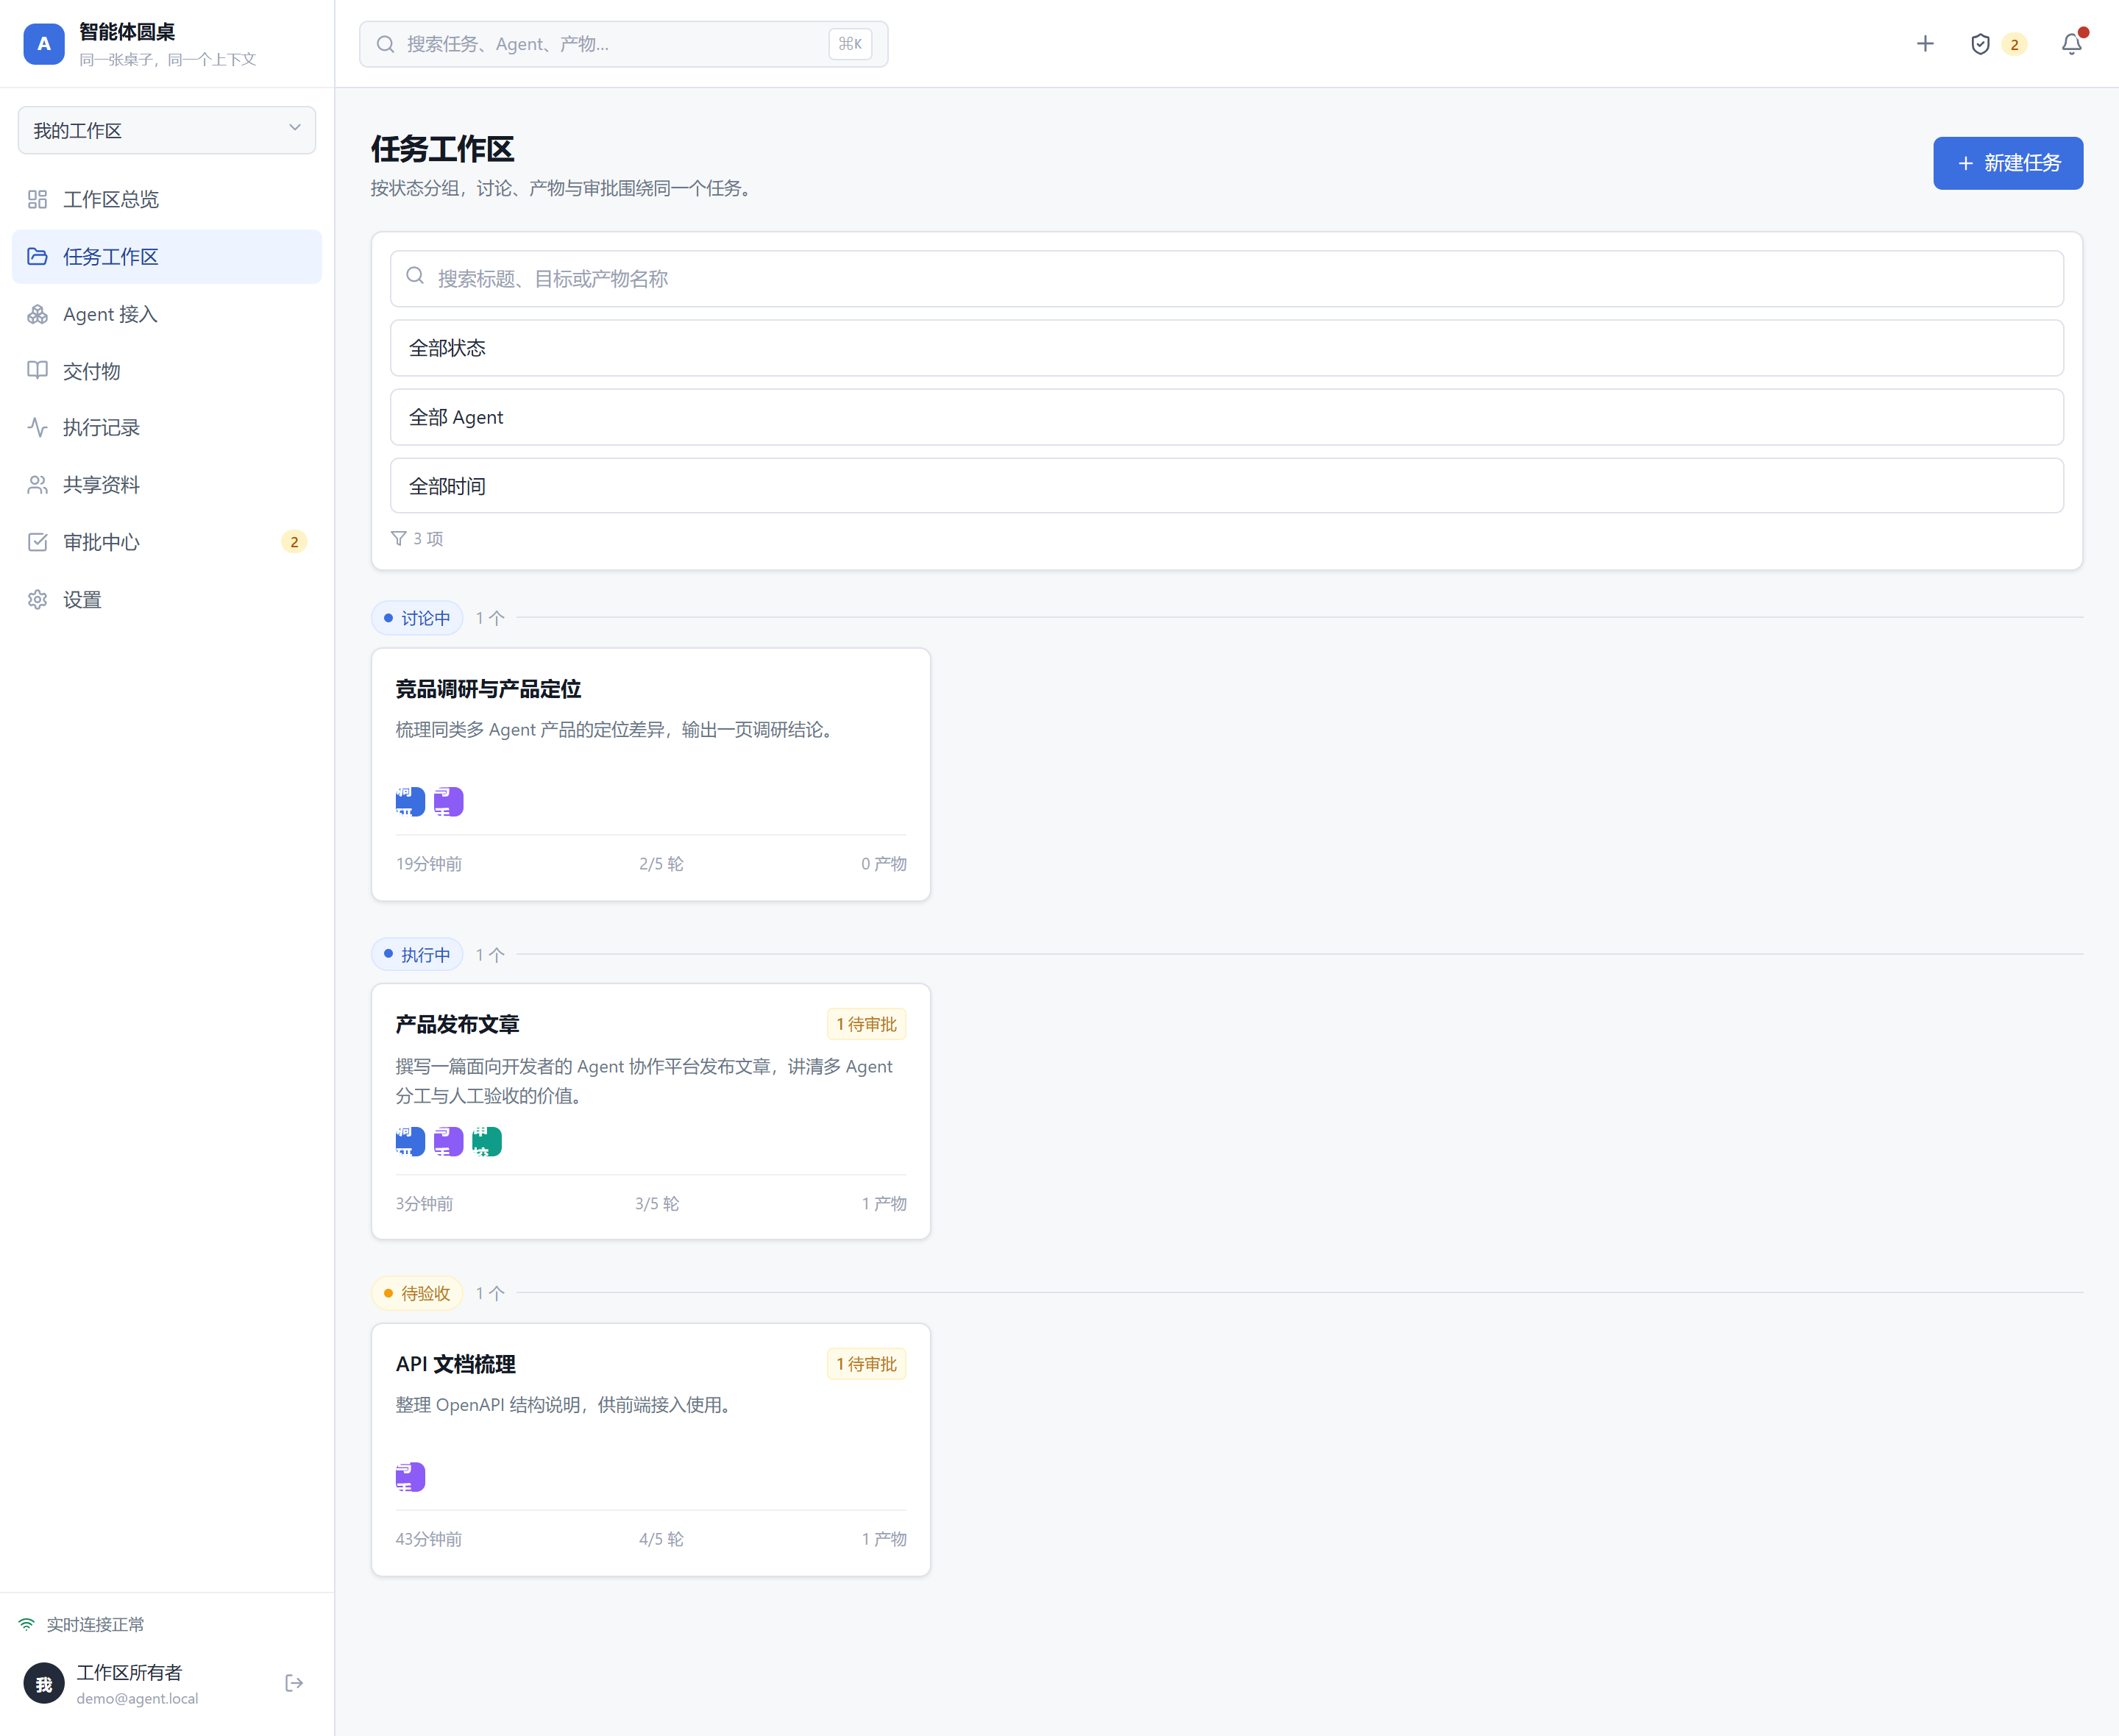 A
智能体圆桌
同一张桌子，同一个上下文
我的工作区
工作区总览
任务工作区
Agent 接入
交付物
执行记录
共享资料
审批中心
2
设置
实时连接正常
我
工作区所有者
demo@agent.local
搜索任务、Agent、产物...
⌘K
2
任务工作区
按状态分组，讨论、产物与审批围绕同一个任务。
新建任务
搜索标题、目标或产物名称
全部状态
全部 Agent
全部时间
3 项
讨论中
1 个
竞品调研与产品定位
梳理同类多 Agent 产品的定位差异，输出一页调研结论。
19分钟前
2/5 轮
0 产物
执行中
1 个
产品发布文章
1 待审批
撰写一篇面向开发者的 Agent 协作平台发布文章，讲清多 Agent
分工与人工验收的价值。
3分钟前
3/5 轮
1 产物
待验收
1 个
API 文档梳理
1 待审批
整理 OpenAPI 结构说明，供前端接入使用。
43分钟前
4/5 轮
1 产物